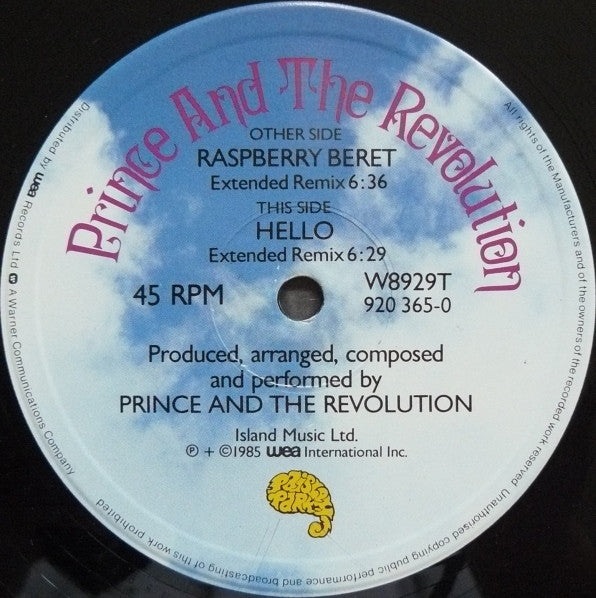 Prince And The Revolution
OTHER SIDE
RASPBERRY BERET
Extended Remix 6:36
THIS SIDE
HELLO
Extended Remix 6:29
45 RPM
W8929T
920 365-0
Produced, arranged, composed
and performed by
PRINCE AND THE REVOLUTION
Island Music Ltd.
℗ + ©1985 wea International Inc.
Paisley
Park
All rights of the Manufacturers and of the owners of the recorded work reserved Unauthorised copying public performance and broadcasting of this work prohibited
Distributed by wea Records Ltd W A Warner Communications Company